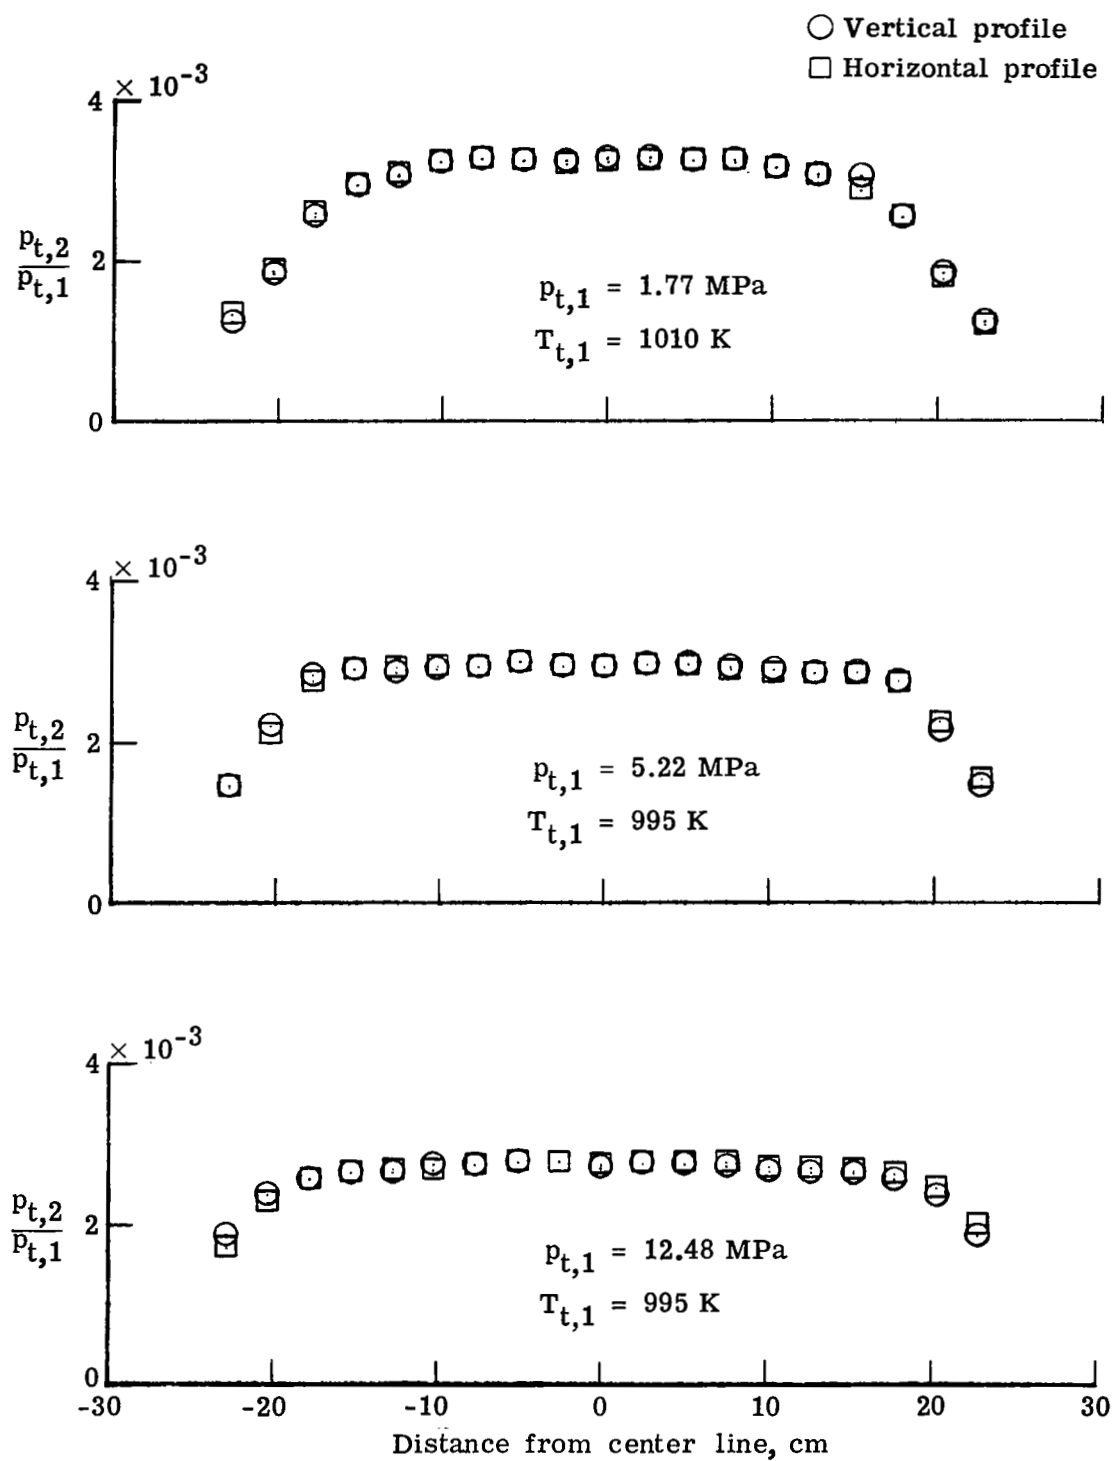 ○ Vertical profile
□ Horizontal profile
4 × 10⁻³
p_t,2
p_t,1
2
p_t,1 = 1.77 MPa
T_t,1 = 1010 K
0
4 × 10⁻³
p_t,2
p_t,1
2
p_t,1 = 5.22 MPa
T_t,1 = 995 K
0
4 × 10⁻³
p_t,2
p_t,1
2
p_t,1 = 12.48 MPa
T_t,1 = 995 K
0
-30 -20 -10 0 10 20 30
Distance from center line, cm